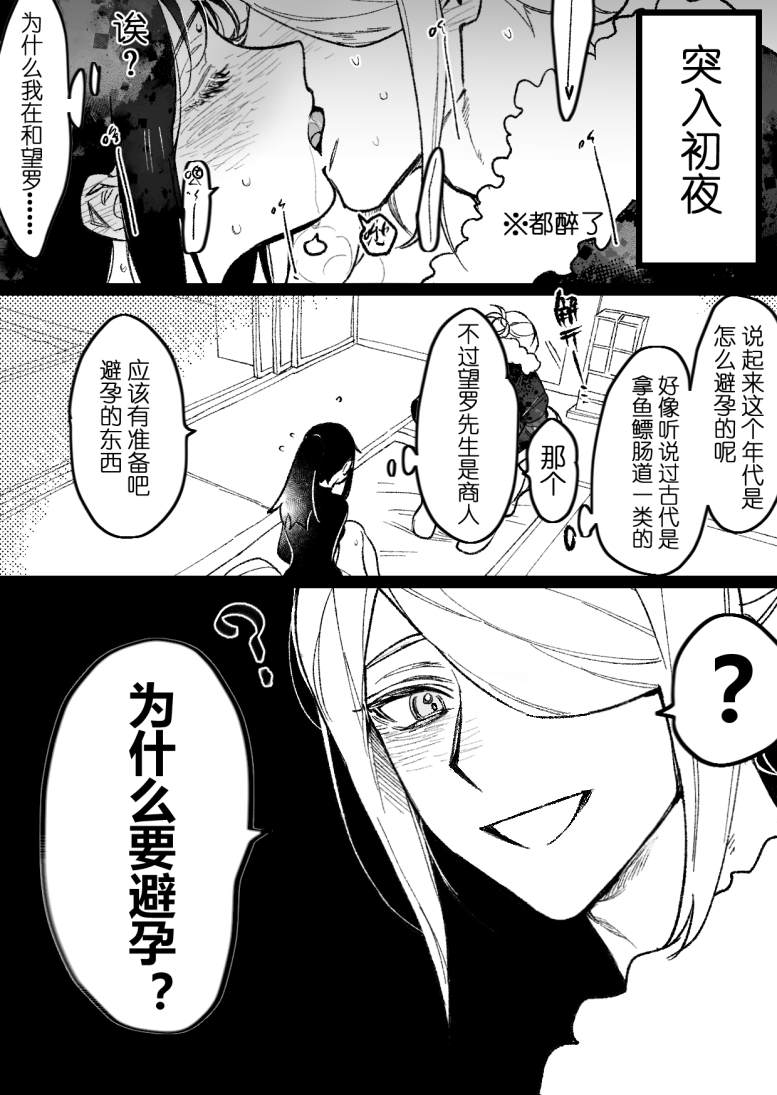 突入初夜
※都醉了
诶？
为什么我在和望罗……
说起来这个年代是
怎么避孕的呢
好像听说过古代是
拿鱼鳔肠道一类的
解开
那个
不过望罗先生是商人
应该有准备吧
避孕的东西
？
为什么要避孕？